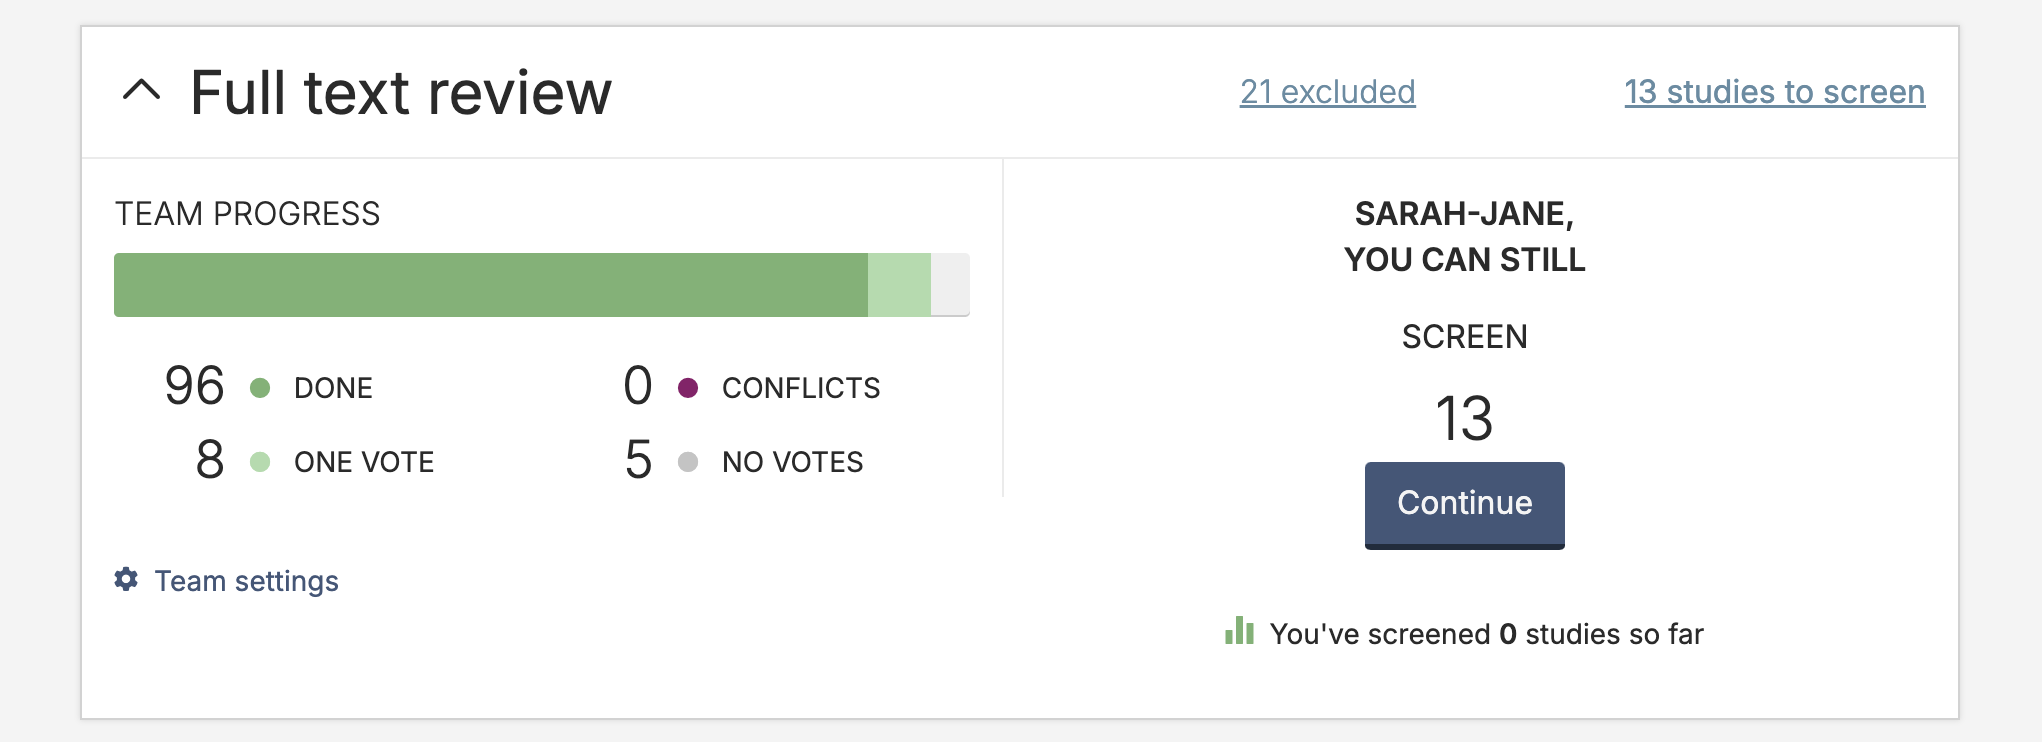 Full text review
21 excluded
13 studies to screen
TEAM PROGRESS
96 DONE
0 CONFLICTS
8 ONE VOTE
5 NO VOTES
Team settings
SARAH-JANE,
YOU CAN STILL
SCREEN
13
Continue
You've screened 0 studies so far